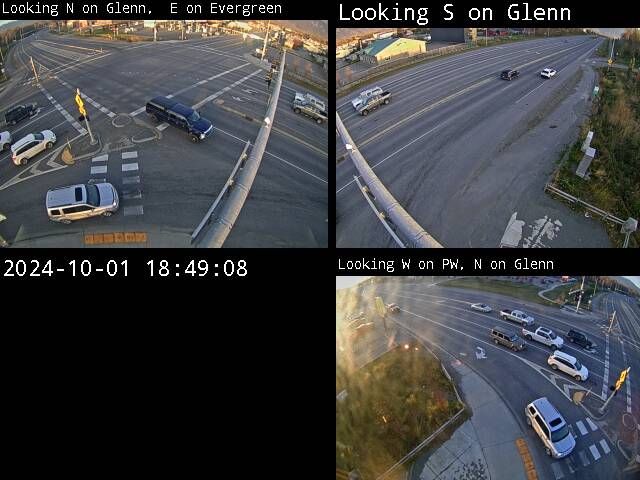 Looking N on Glenn,  E on Evergreen
Looking S on Glenn
2024-10-01 18:49:08
Looking W on PW, N on Glenn